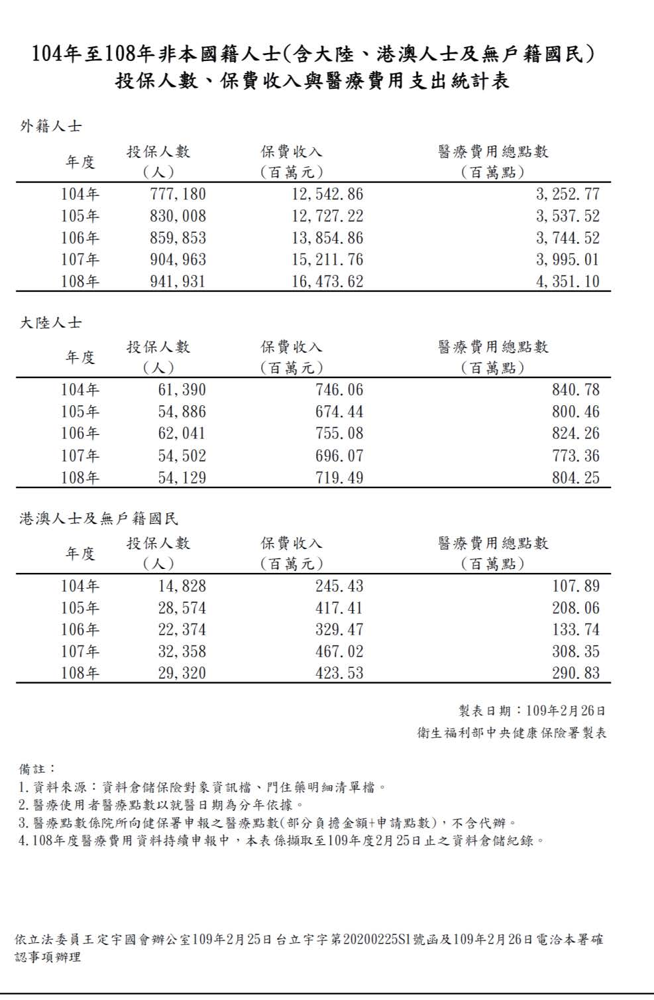 104年至108年非本國籍人士(含大陸、港澳人士及無戶籍國民)
投保人數、保費收入與醫療費用支出統計表
外籍人士
年度 投保人數 (人) 保費收入 (百萬元) 醫療費用總點數 (百萬點)
104年 777,180 12,542.86 3,252.77
105年 830,008 12,727.22 3,537.52
106年 859,853 13,854.86 3,744.52
107年 904,963 15,211.76 3,995.01
108年 941,931 16,473.62 4,351.10
大陸人士
年度 投保人數 (人) 保費收入 (百萬元) 醫療費用總點數 (百萬點)
104年 61,390 746.06 840.78
105年 54,886 674.44 800.46
106年 62,041 755.08 824.26
107年 54,502 696.07 773.36
108年 54,129 719.49 804.25
港澳人士及無戶籍國民
年度 投保人數 (人) 保費收入 (百萬元) 醫療費用總點數 (百萬點)
104年 14,828 245.43 107.89
105年 28,574 417.41 208.06
106年 22,374 329.47 133.74
107年 32,358 467.02 308.35
108年 29,320 423.53 290.83
製表日期：109年2月26日
衛生福利部中央健康保險署製表
備註：
1.資料來源：資料倉儲保險對象資訊檔、門住藥明細清單檔。
2.醫療使用者醫療點數以就醫日期為分年依據。
3.醫療點數係院所向健保署申報之醫療點數(部分負擔金額+申請點數)，不含代辦。
4.108年度醫療費用資料持續申報中，本表係擷取至109年度2月25日止之資料倉儲紀錄。
依立法委員王定宇國會辦公室109年2月25日台立宇字第20200225S1號函及109年2月26日電洽本署確
認事項辦理